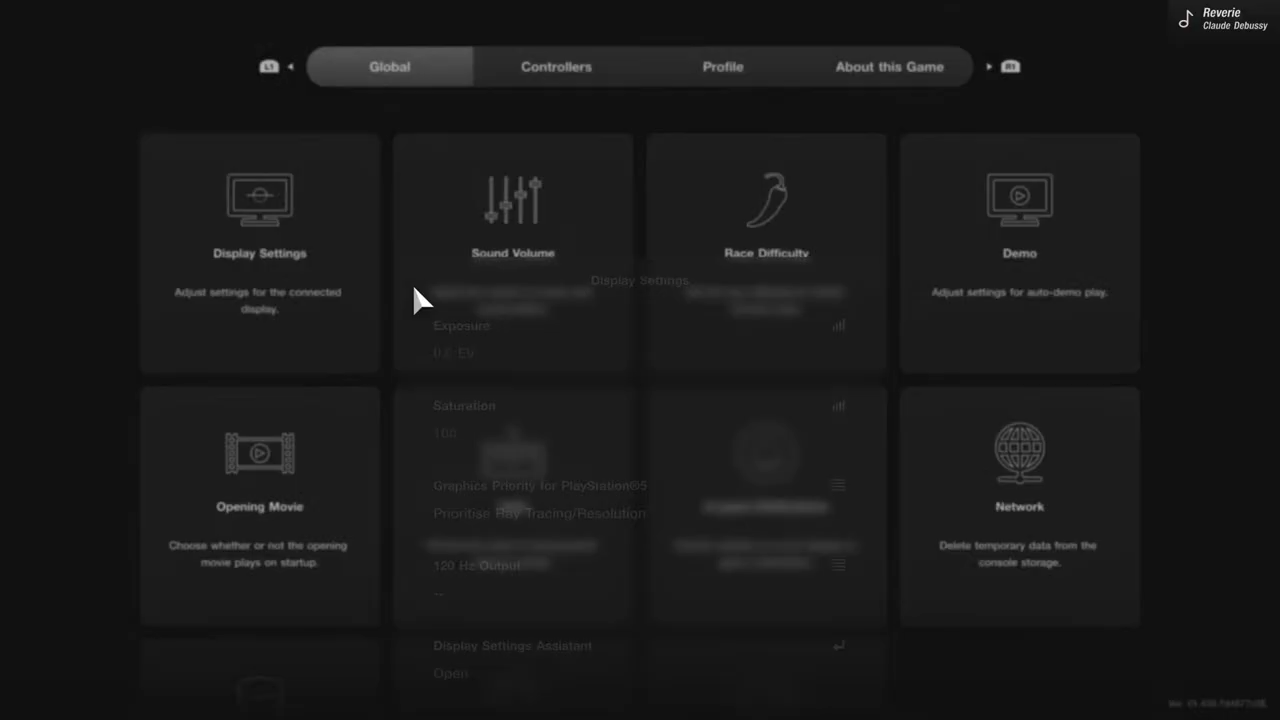 Reverie
Claude Debussy
L1
Global
Controllers
Profile
About this Game
R1
Display Settings
Sound Volume
Race Difficulty
Demo
Display Settings
Adjust settings for the connected
display.
Adjust settings for auto-demo play.
Exposure
Saturation
100
Graphics Priority for PlayStation®5
Prioritise Ray Tracing/Resolution
Opening Movie
Network
Choose whether or not the opening
movie plays on startup.
Delete temporary data from the
console storage.
120 Hz Output
--
Display Settings Assistant
Open